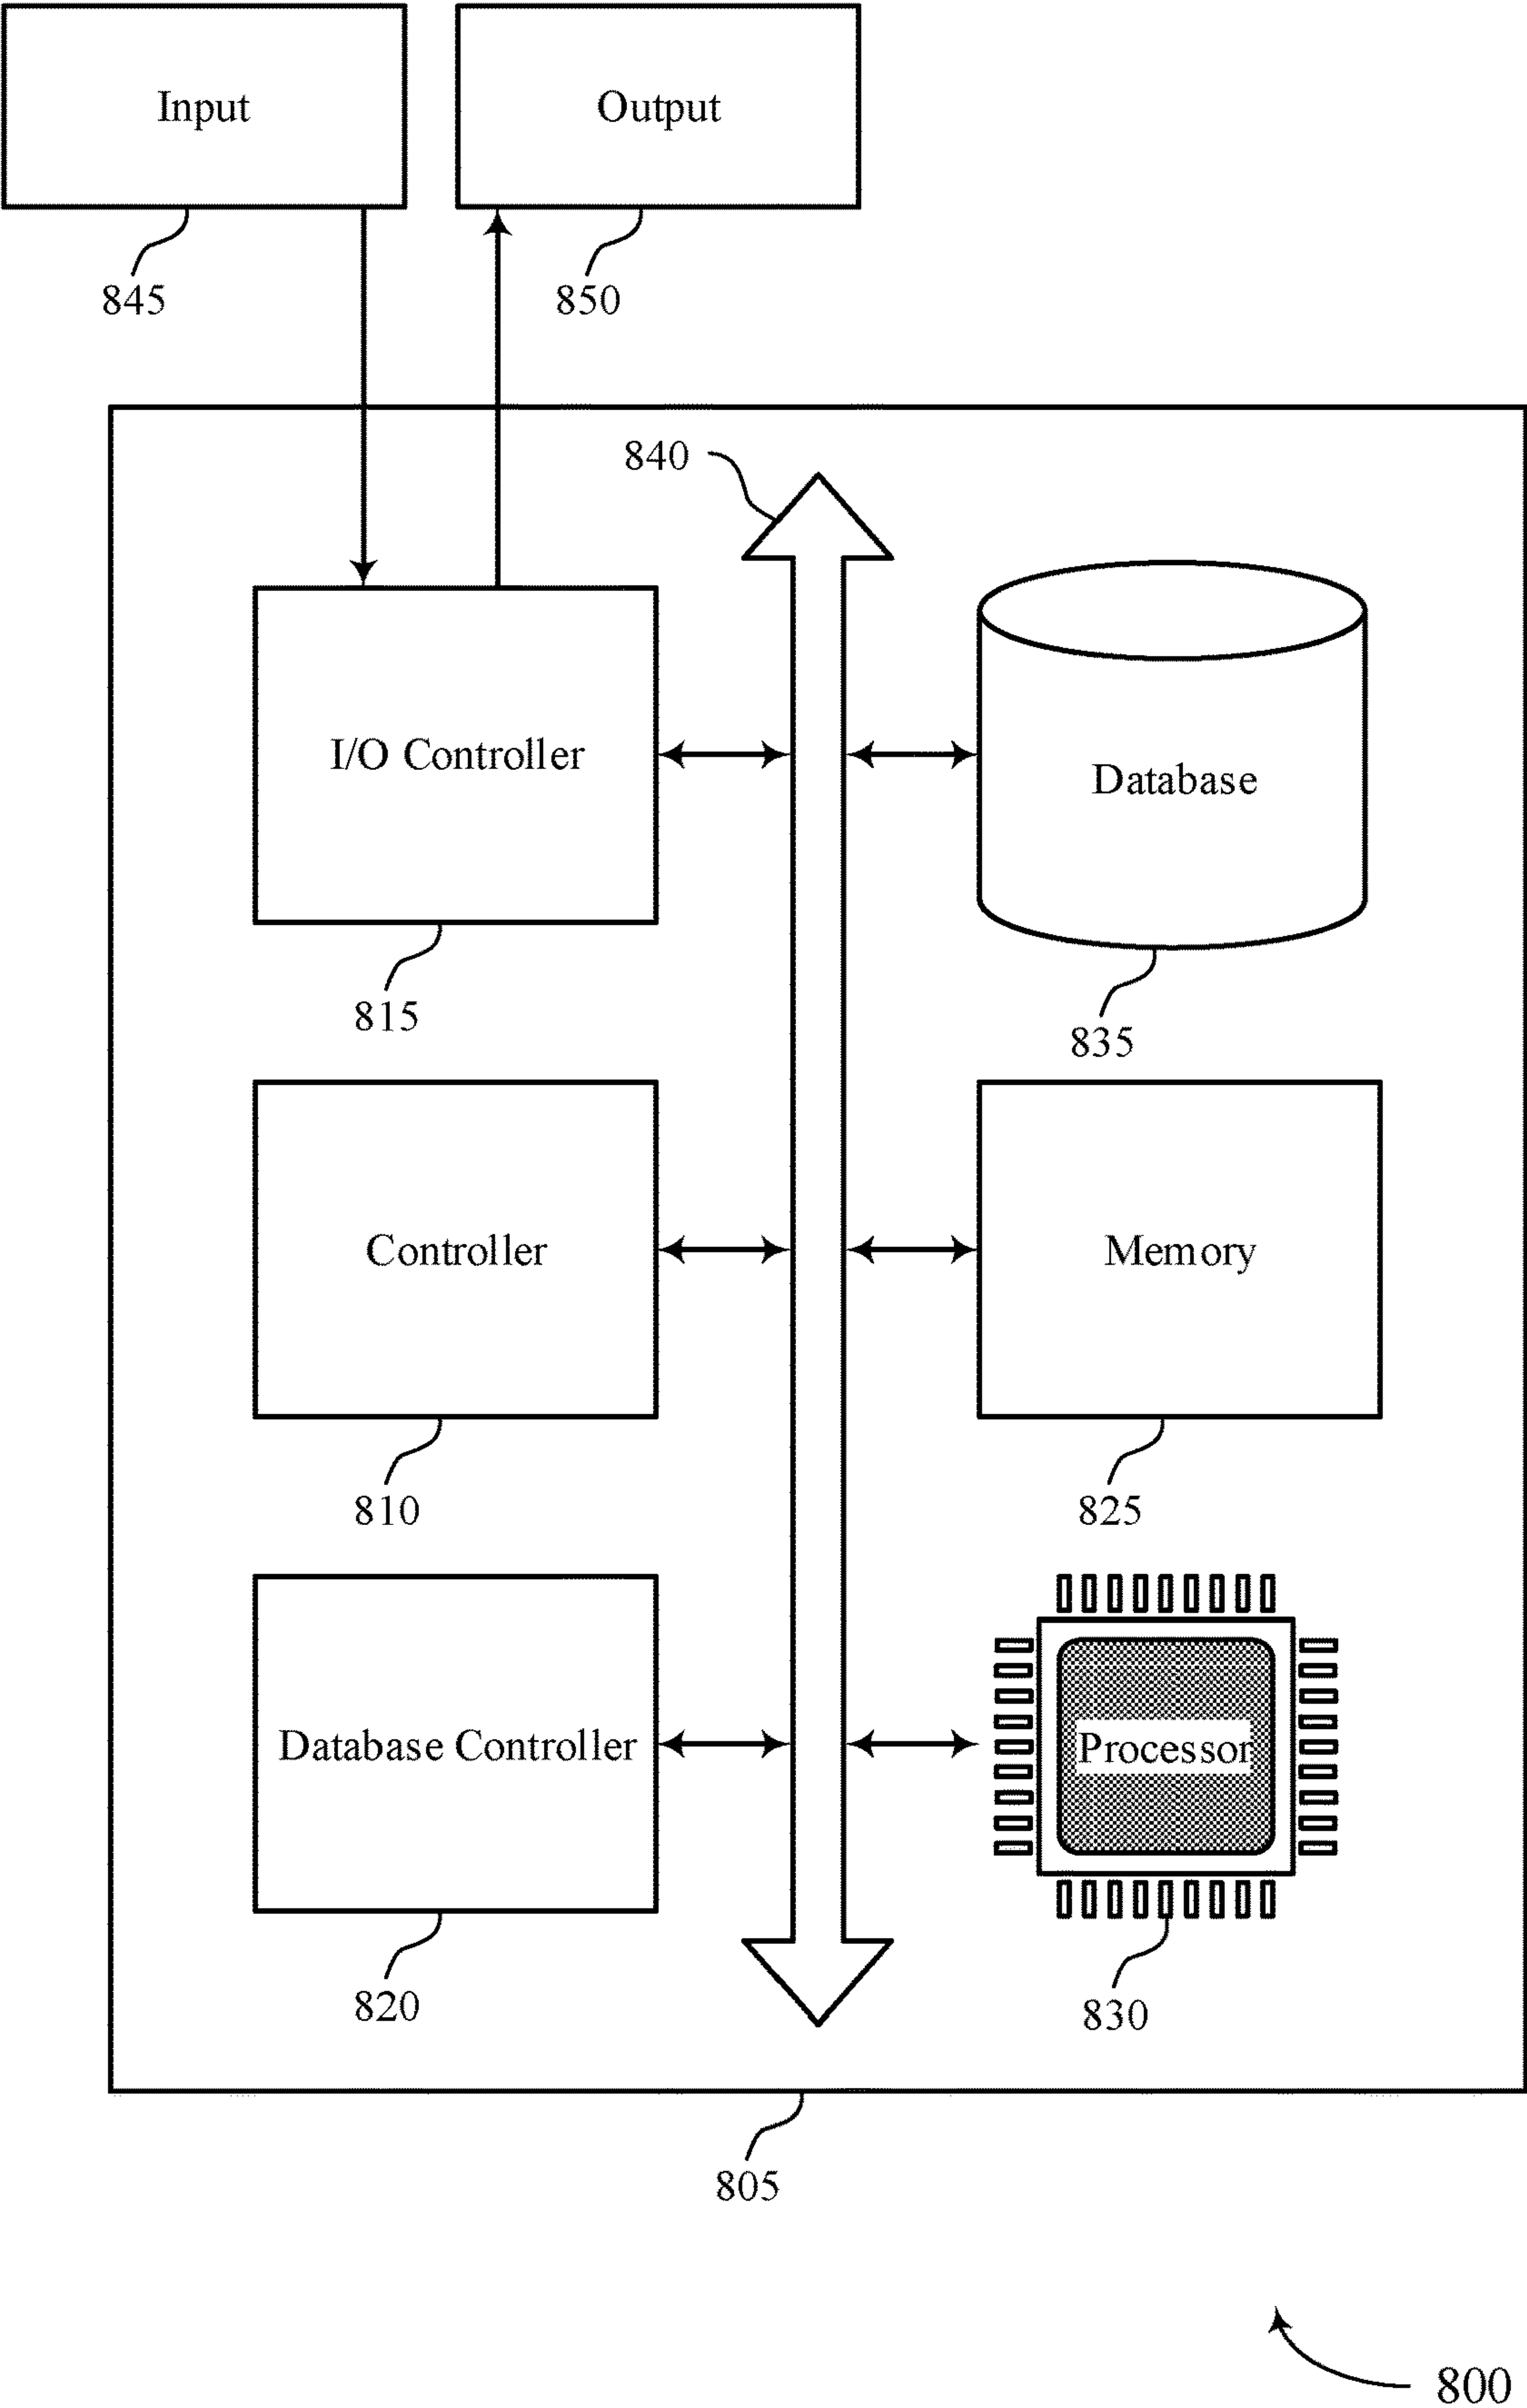 Input
Output
845
850
840
I/O Controller
Database
815
835
Controller
Memory
810
825
Database Controller
Processor
820
830
805
800